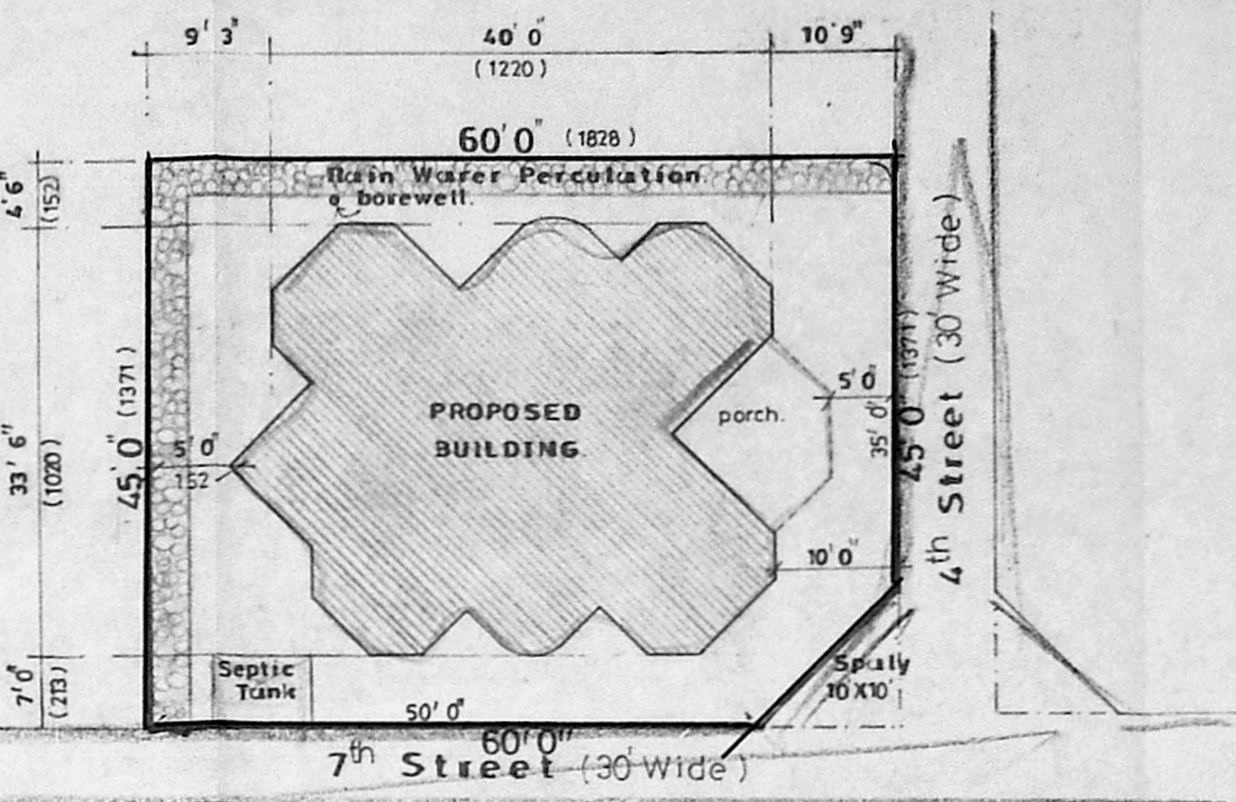 9' 3" 40' 0" 10' 9"
(1220)
60' 0" (1828)
Rain Warer Perculation.
borewell.
4' 6"
(152)
33' 6"
(1020)
7' 0"
(213)
45' 0" (1371)
5' 0"
152
PROPOSED
BUILDING
porch.
5' 0"
35' 0"
45' 0" (1371)
4th Street (30' Wide)
10' 0"
Septic
Tank
Splay
10'X10'
50' 0"
60' 0"
7th Street (30' Wide)